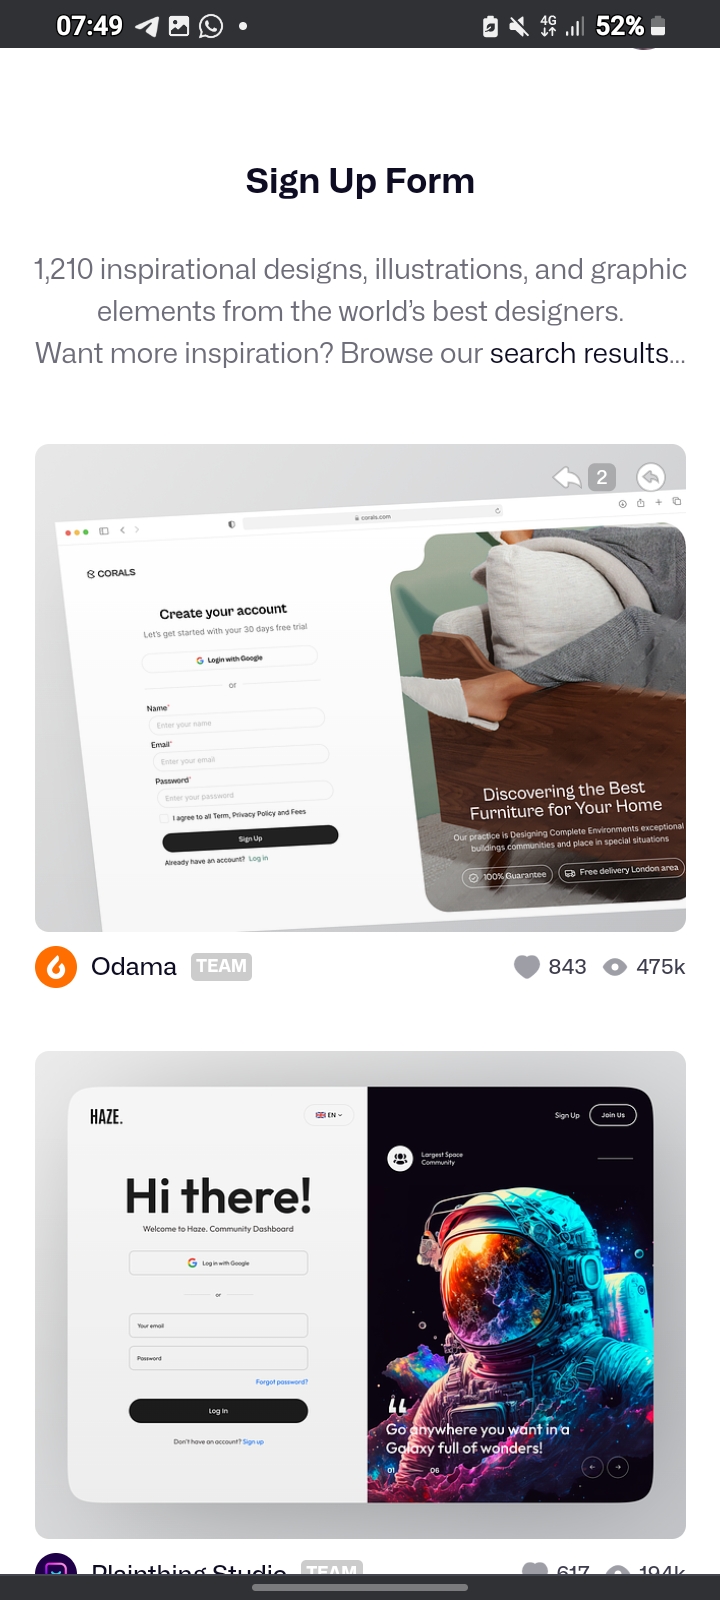 07:49
4G
52%
Sign Up Form
1,210 inspirational designs, illustrations, and graphic
elements from the world's best designers.
Want more inspiration? Browse our search results...
2
corals.com
CORALS
Create your account
Let's get started with your 30 days free trial
Login with Google
or
Name*
Enter your name
Email*
Enter your email
Password*
Enter your password
I agree to all Term, Privacy Policy and Fees
Sign Up
Already have an account? Log in
Discovering the Best
Furniture for Your Home
Our practice is Designing Complete Environments exceptional
buildings communities and place in special situations
100% Guarantee
Free delivery London area
Odama TEAM
843 475k
HAZE.
EN
Hi there!
Welcome to Haze. Community Dashboard
Log in with Google
or
Your email
Password
Forgot password?
Log In
Don't have an account? Sign up
Sign Up
Join Us
Largest Space
Community
“
Go anywhere you want in a
Galaxy full of wonders!
01 06
Plainthing Studio TEAM
617 194k